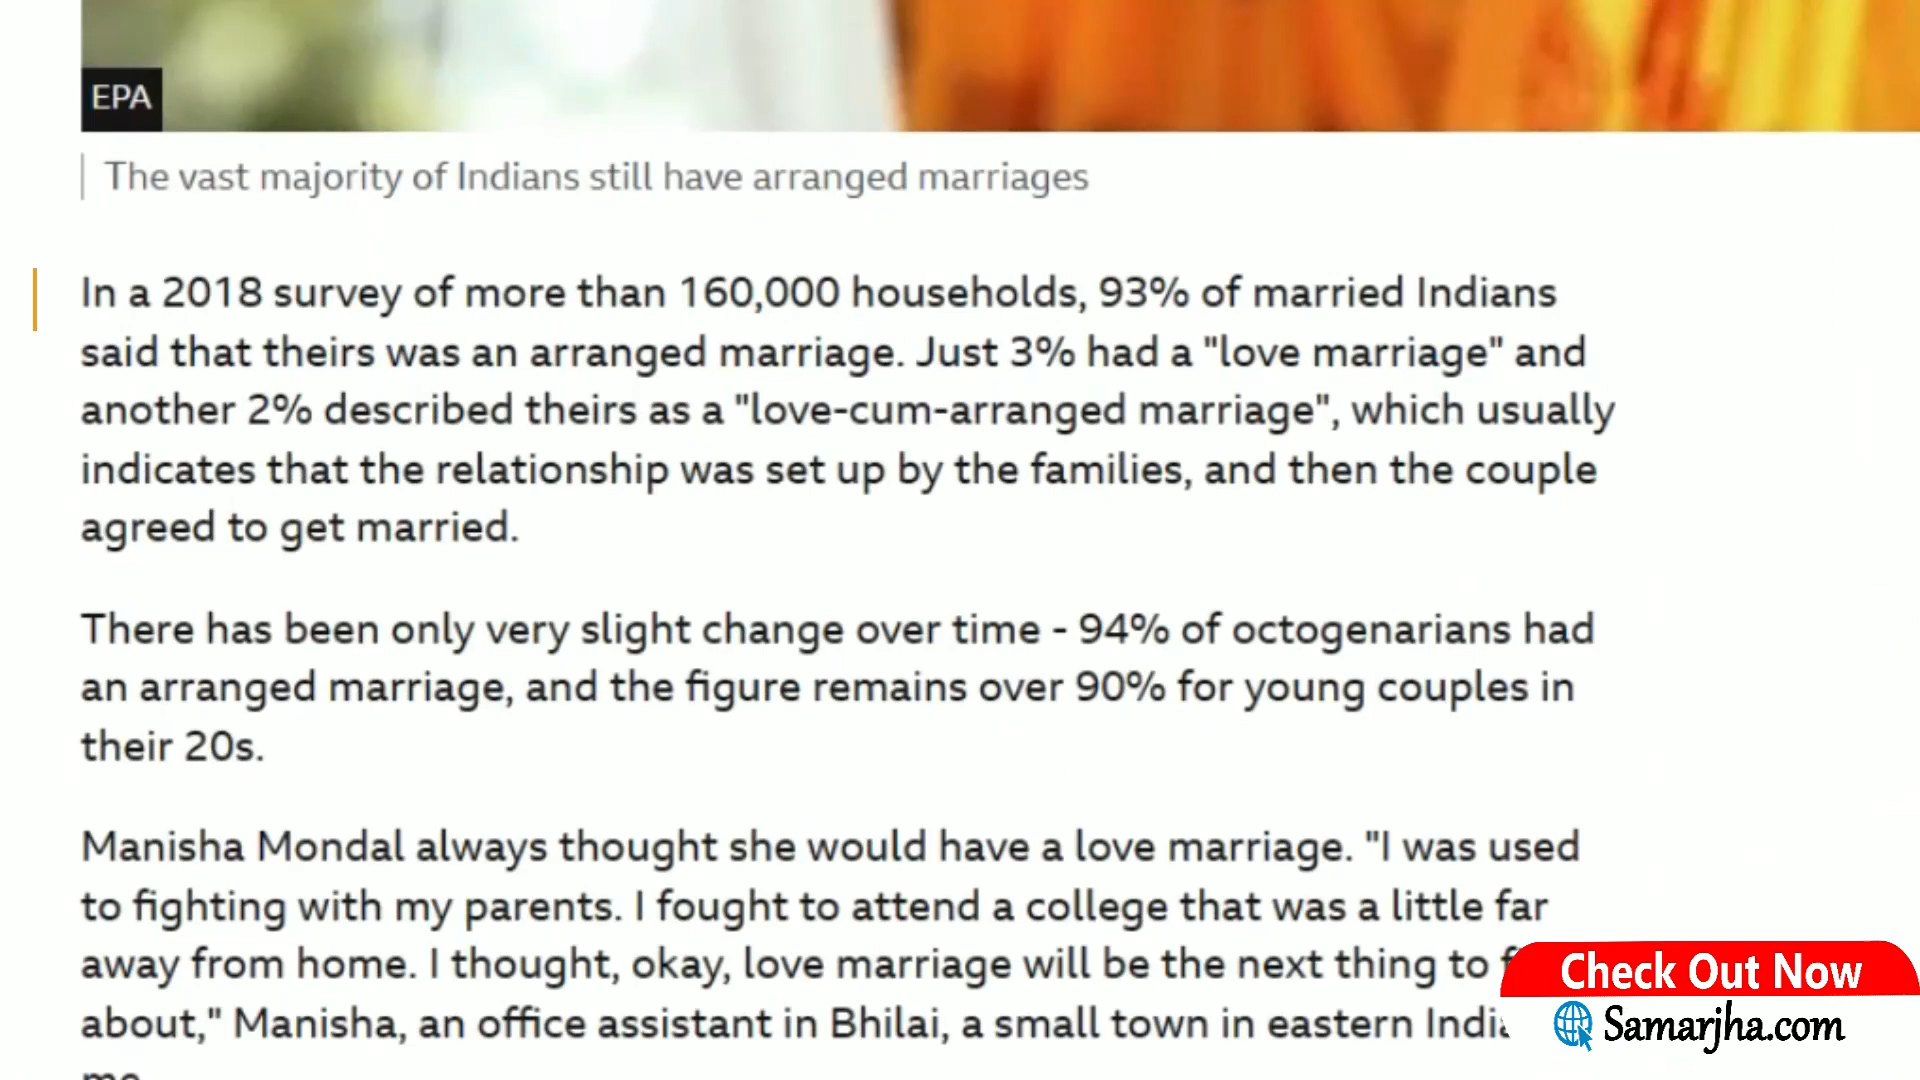 EPA
The vast majority of Indians still have arranged marriages
In a 2018 survey of more than 160,000 households, 93% of married Indians
said that theirs was an arranged marriage. Just 3% had a "love marriage" and
another 2% described theirs as a "love-cum-arranged marriage", which usually
indicates that the relationship was set up by the families, and then the couple
agreed to get married.
There has been only very slight change over time - 94% of octogenarians had
an arranged marriage, and the figure remains over 90% for young couples in
their 20s.
Manisha Mondal always thought she would have a love marriage. "I was used
to fighting with my parents. I fought to attend a college that was a little far
away from home. I thought, okay, love marriage will be the next thing to
about," Manisha, an office assistant in Bhilai, a small town in eastern
Check Out Now
Samarjha.com